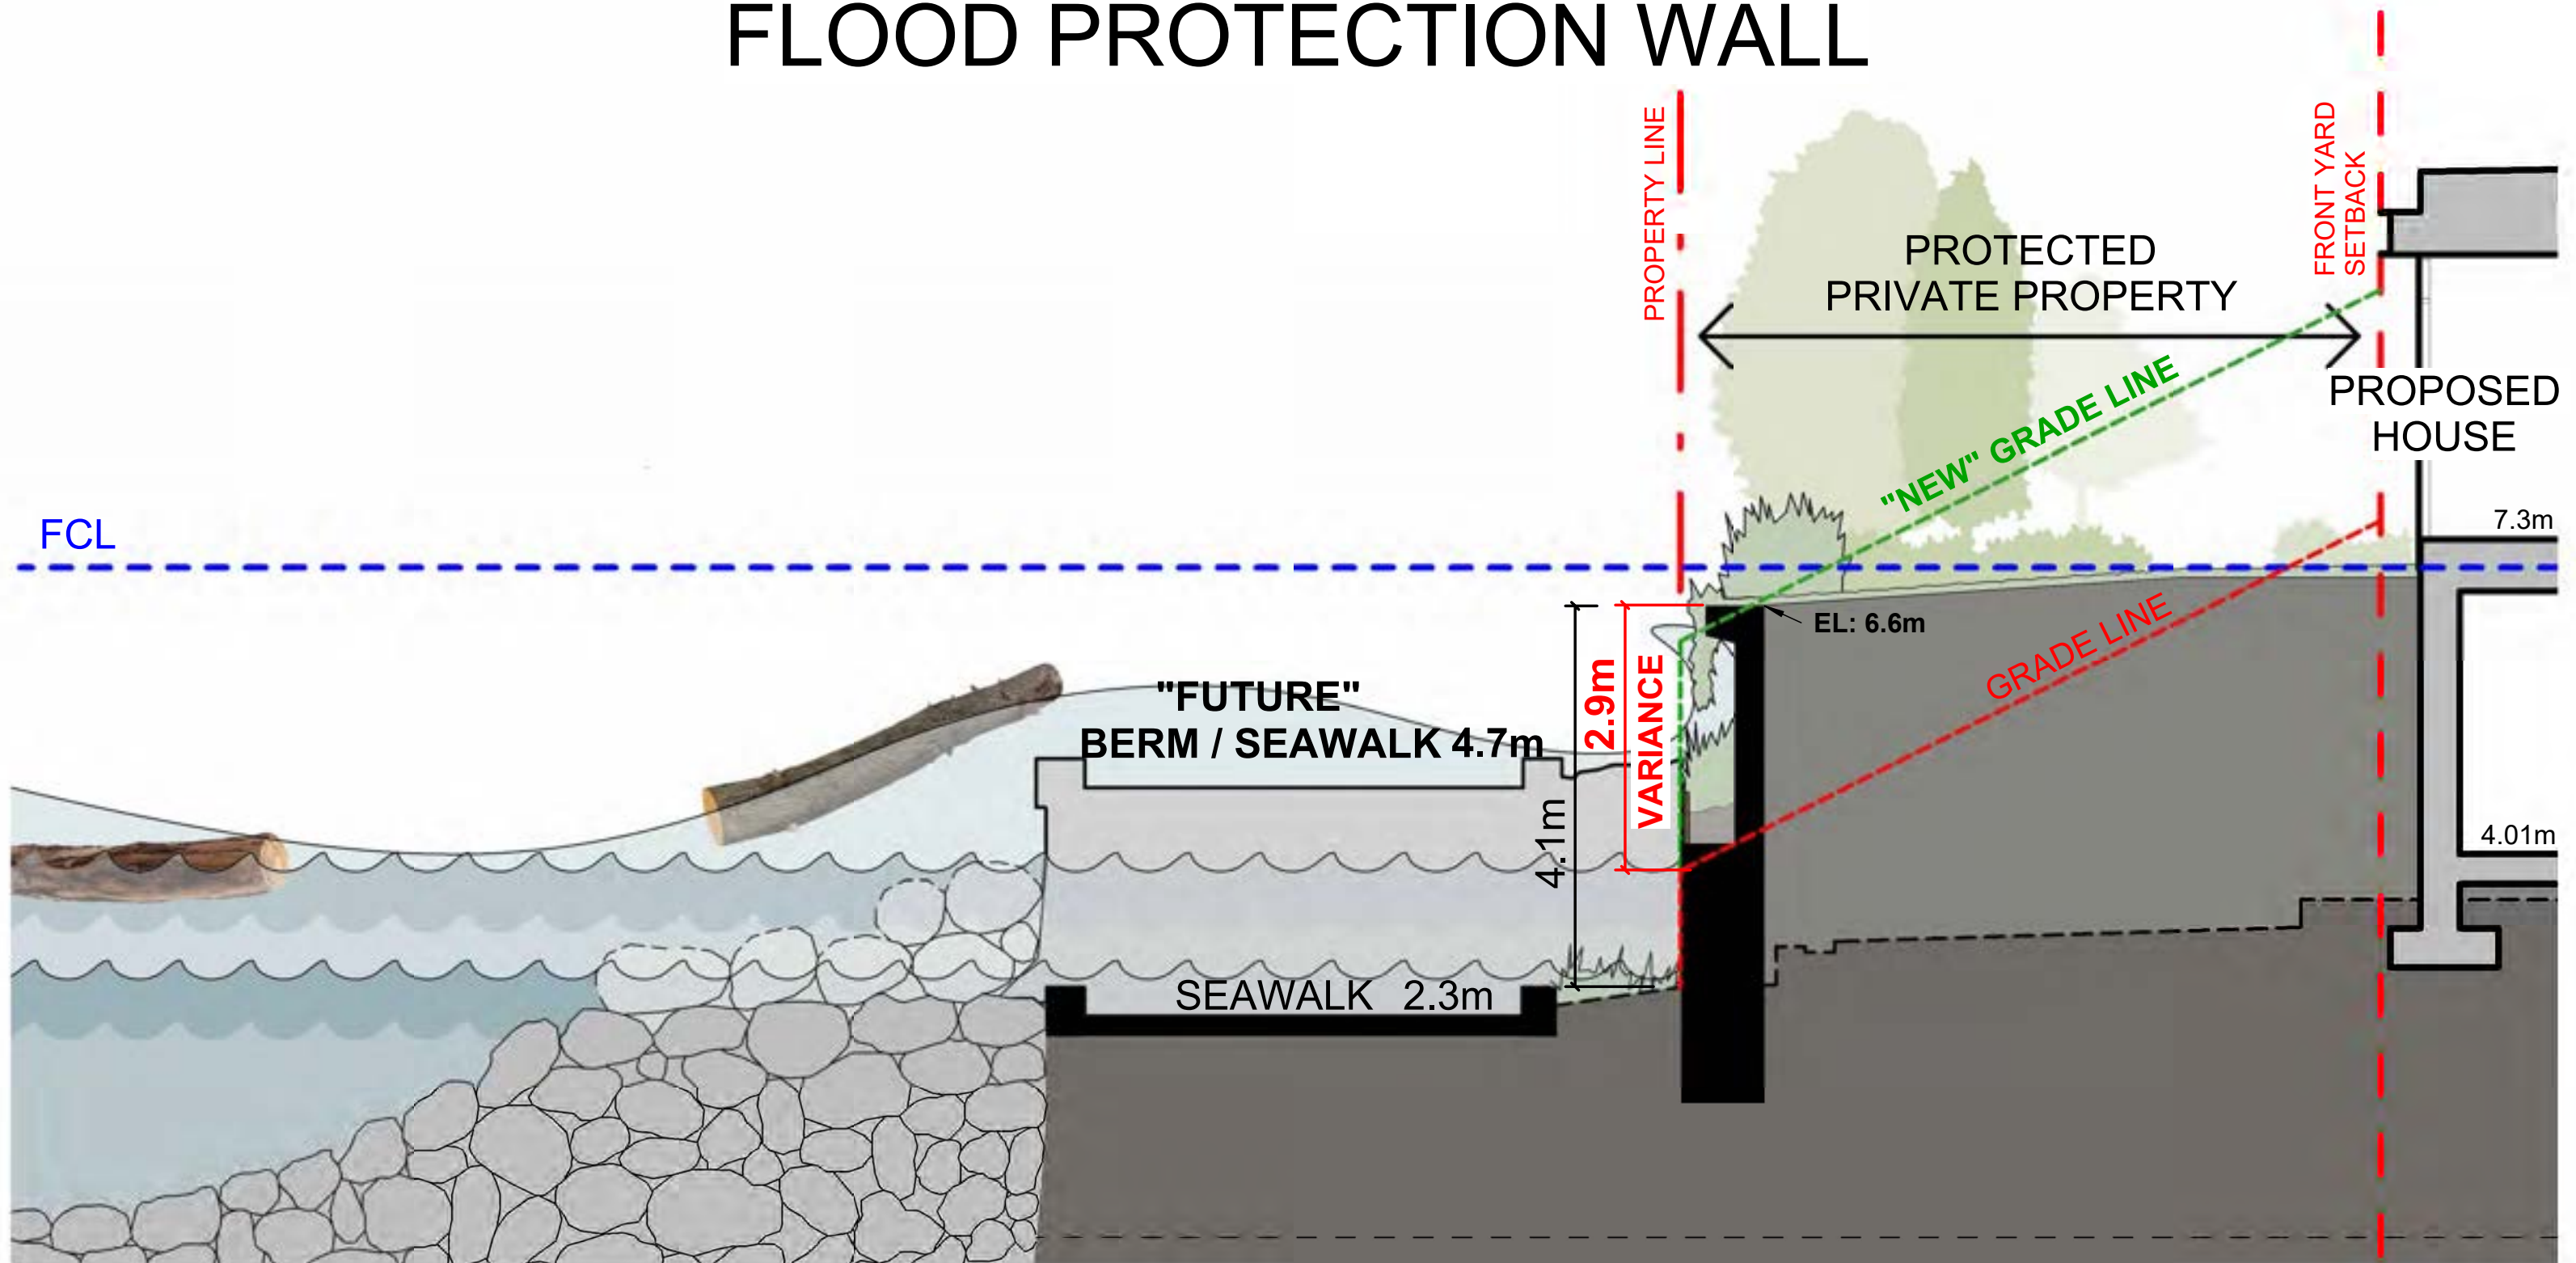 FLOOD PROTECTION WALL
PROPERTY LINE
FRONT YARD
SETBACK
PROTECTED
PRIVATE PROPERTY
"NEW" GRADE LINE
PROPOSED
HOUSE
FCL
7.3m
EL: 6.6m
GRADE LINE
2.9m
VARIANCE
"FUTURE"
BERM / SEAWALK 4.7m
4.1m
4.01m
SEAWALK 2.3m